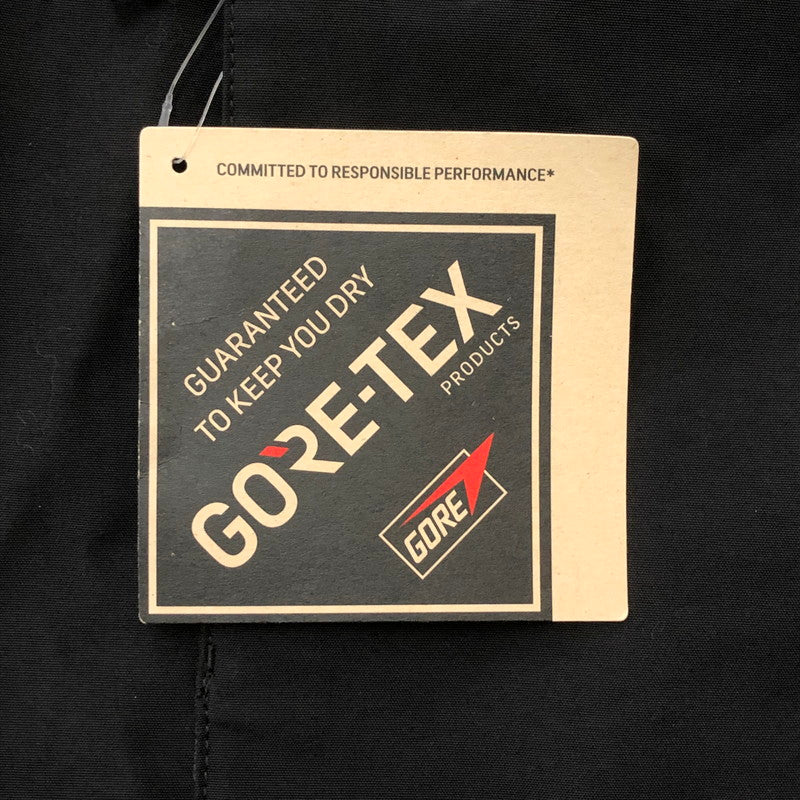 COMMITTED TO RESPONSIBLE PERFORMANCE*
GUARANTEED
TO KEEP YOU DRY
GORE-TEX
PRODUCTS
GORE